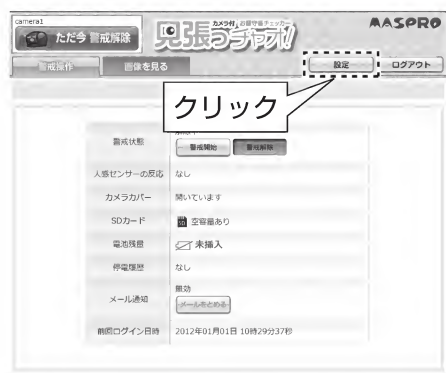 camera1
ただ今 警戒解除
カメラ付、お留守番チェッカー
見張っチャオ!
MASPRO
警戒操作
画像を見る
設定
ログアウト
クリック
警戒状態
警戒開始
警戒解除
人感センサーの反応 なし
カメラカバー 開いています
SDカード 空容量あり
電池残量 未挿入
停電履歴 なし
メール通知 無効
メールをとめる
前回ログイン日時 2012年01月01日 10時29分37秒